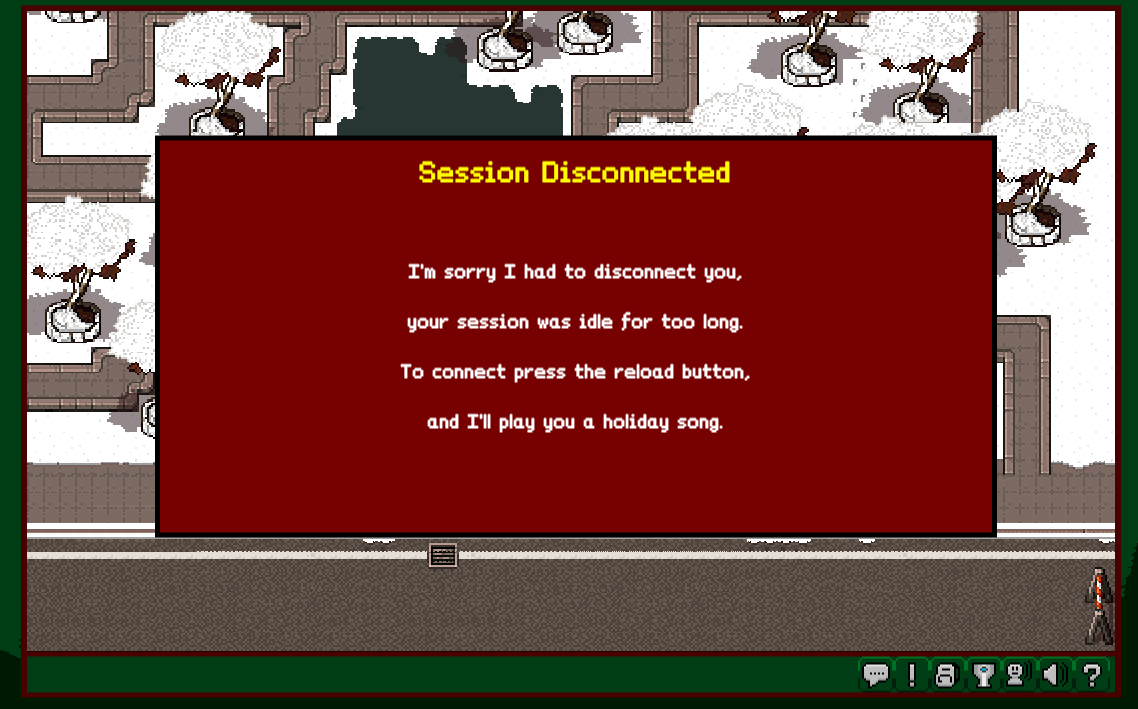 Session Disconnected
I'm sorry I had to disconnect you,
your session was idle for too long.
To connect press the reload button,
and I'll play you a holiday song.